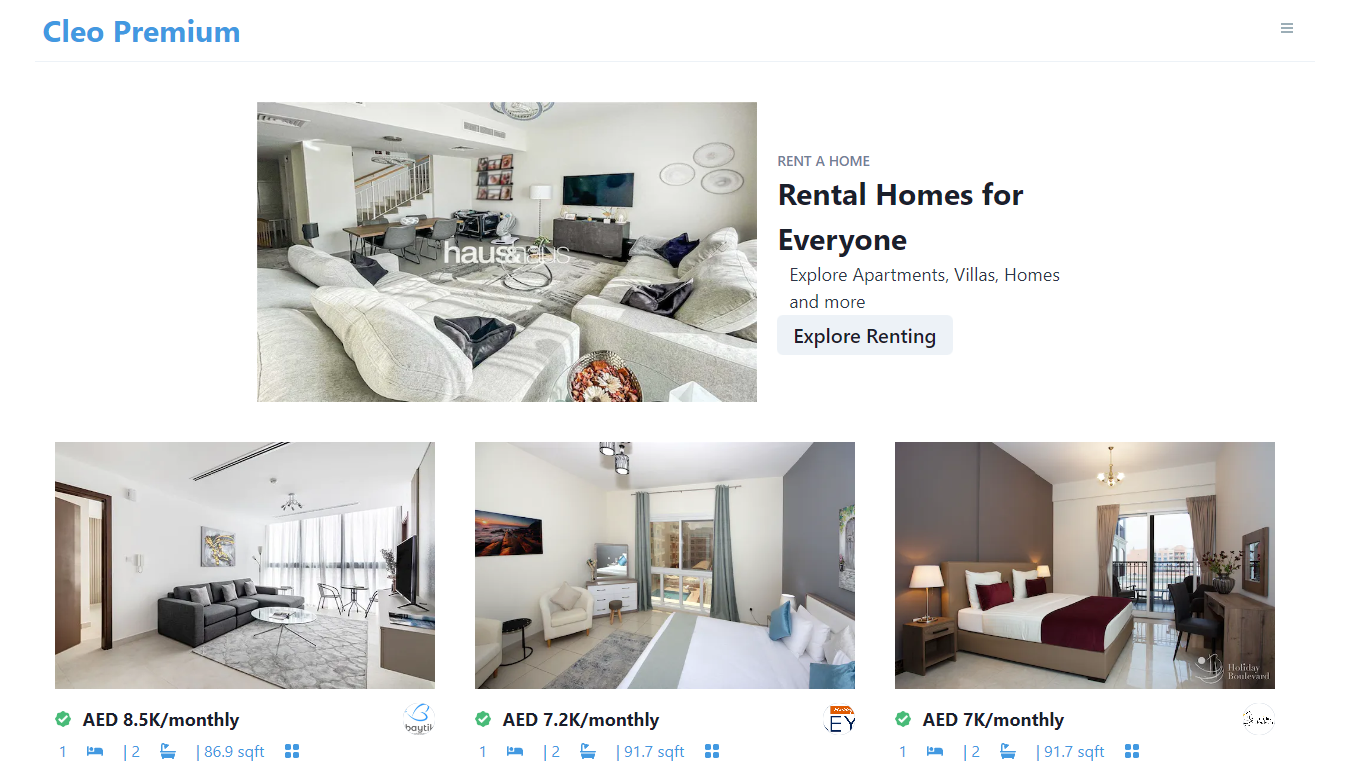 Cleo Premium
haus&haus
RENT A HOME
Rental Homes for
Everyone
Explore Apartments, Villas, Homes
and more
Explore Renting
Holiday
Boulevard
AED 8.5K/monthly
baytik
AED 7.2K/monthly
EY
AED 7K/monthly
1 | 2 | 86.9 sqft
1 | 2 | 91.7 sqft
1 | 2 | 91.7 sqft